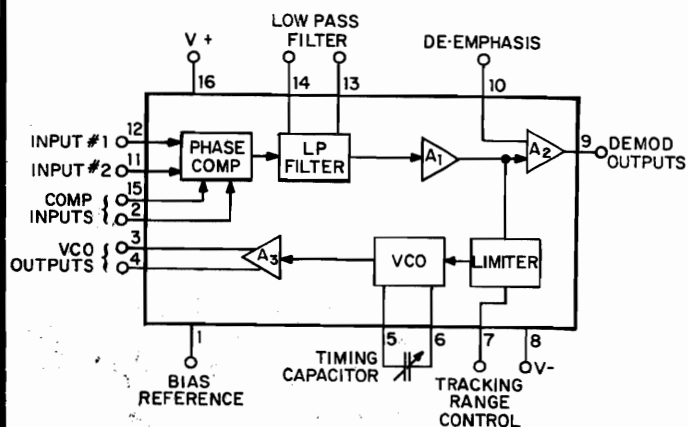 LOW PASS
FILTER
V +
DE-EMPHASIS
16
14
13
10
INPUT #1
12
INPUT #2
11
PHASE
COMP
LP
FILTER
A1
A2
9
DEMOD
OUTPUTS
COMP
INPUTS
15
2
VCO
OUTPUTS
3
4
A3
VCO
LIMITER
1
5
6
7
8
BIAS
REFERENCE
TIMING
CAPACITOR
TRACKING
RANGE
CONTROL
V-